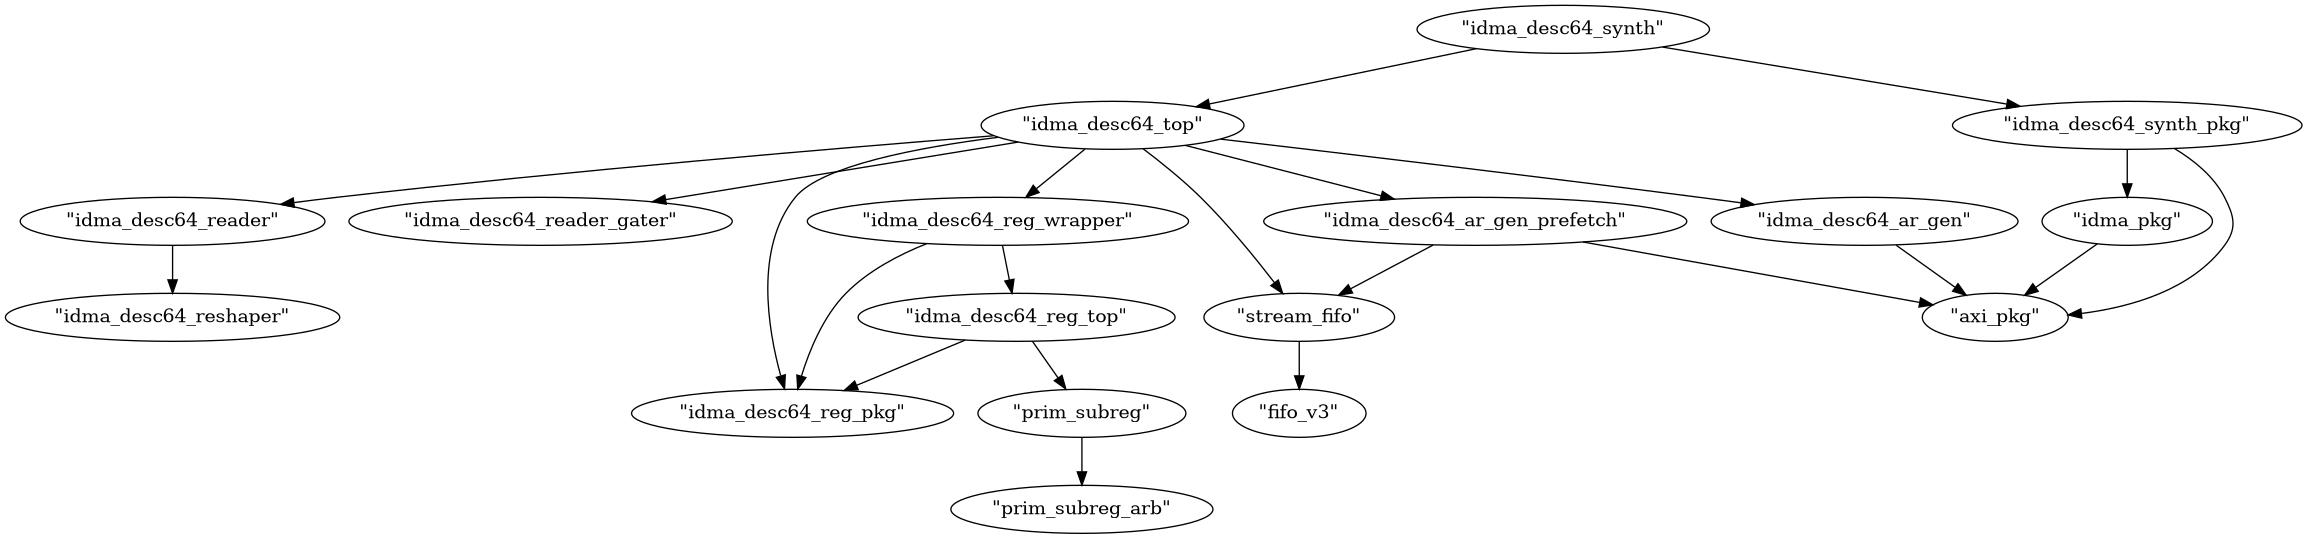 "idma_desc64_synth"
"idma_desc64_top"
"idma_desc64_synth_pkg"
"idma_desc64_reader"
"idma_desc64_reader_gater"
"idma_desc64_reg_wrapper"
"idma_desc64_ar_gen_prefetch"
"idma_desc64_ar_gen"
"idma_pkg"
"idma_desc64_reshaper"
"idma_desc64_reg_top"
"stream_fifo"
"axi_pkg"
"idma_desc64_reg_pkg"
"prim_subreg"
"fifo_v3"
"prim_subreg_arb"